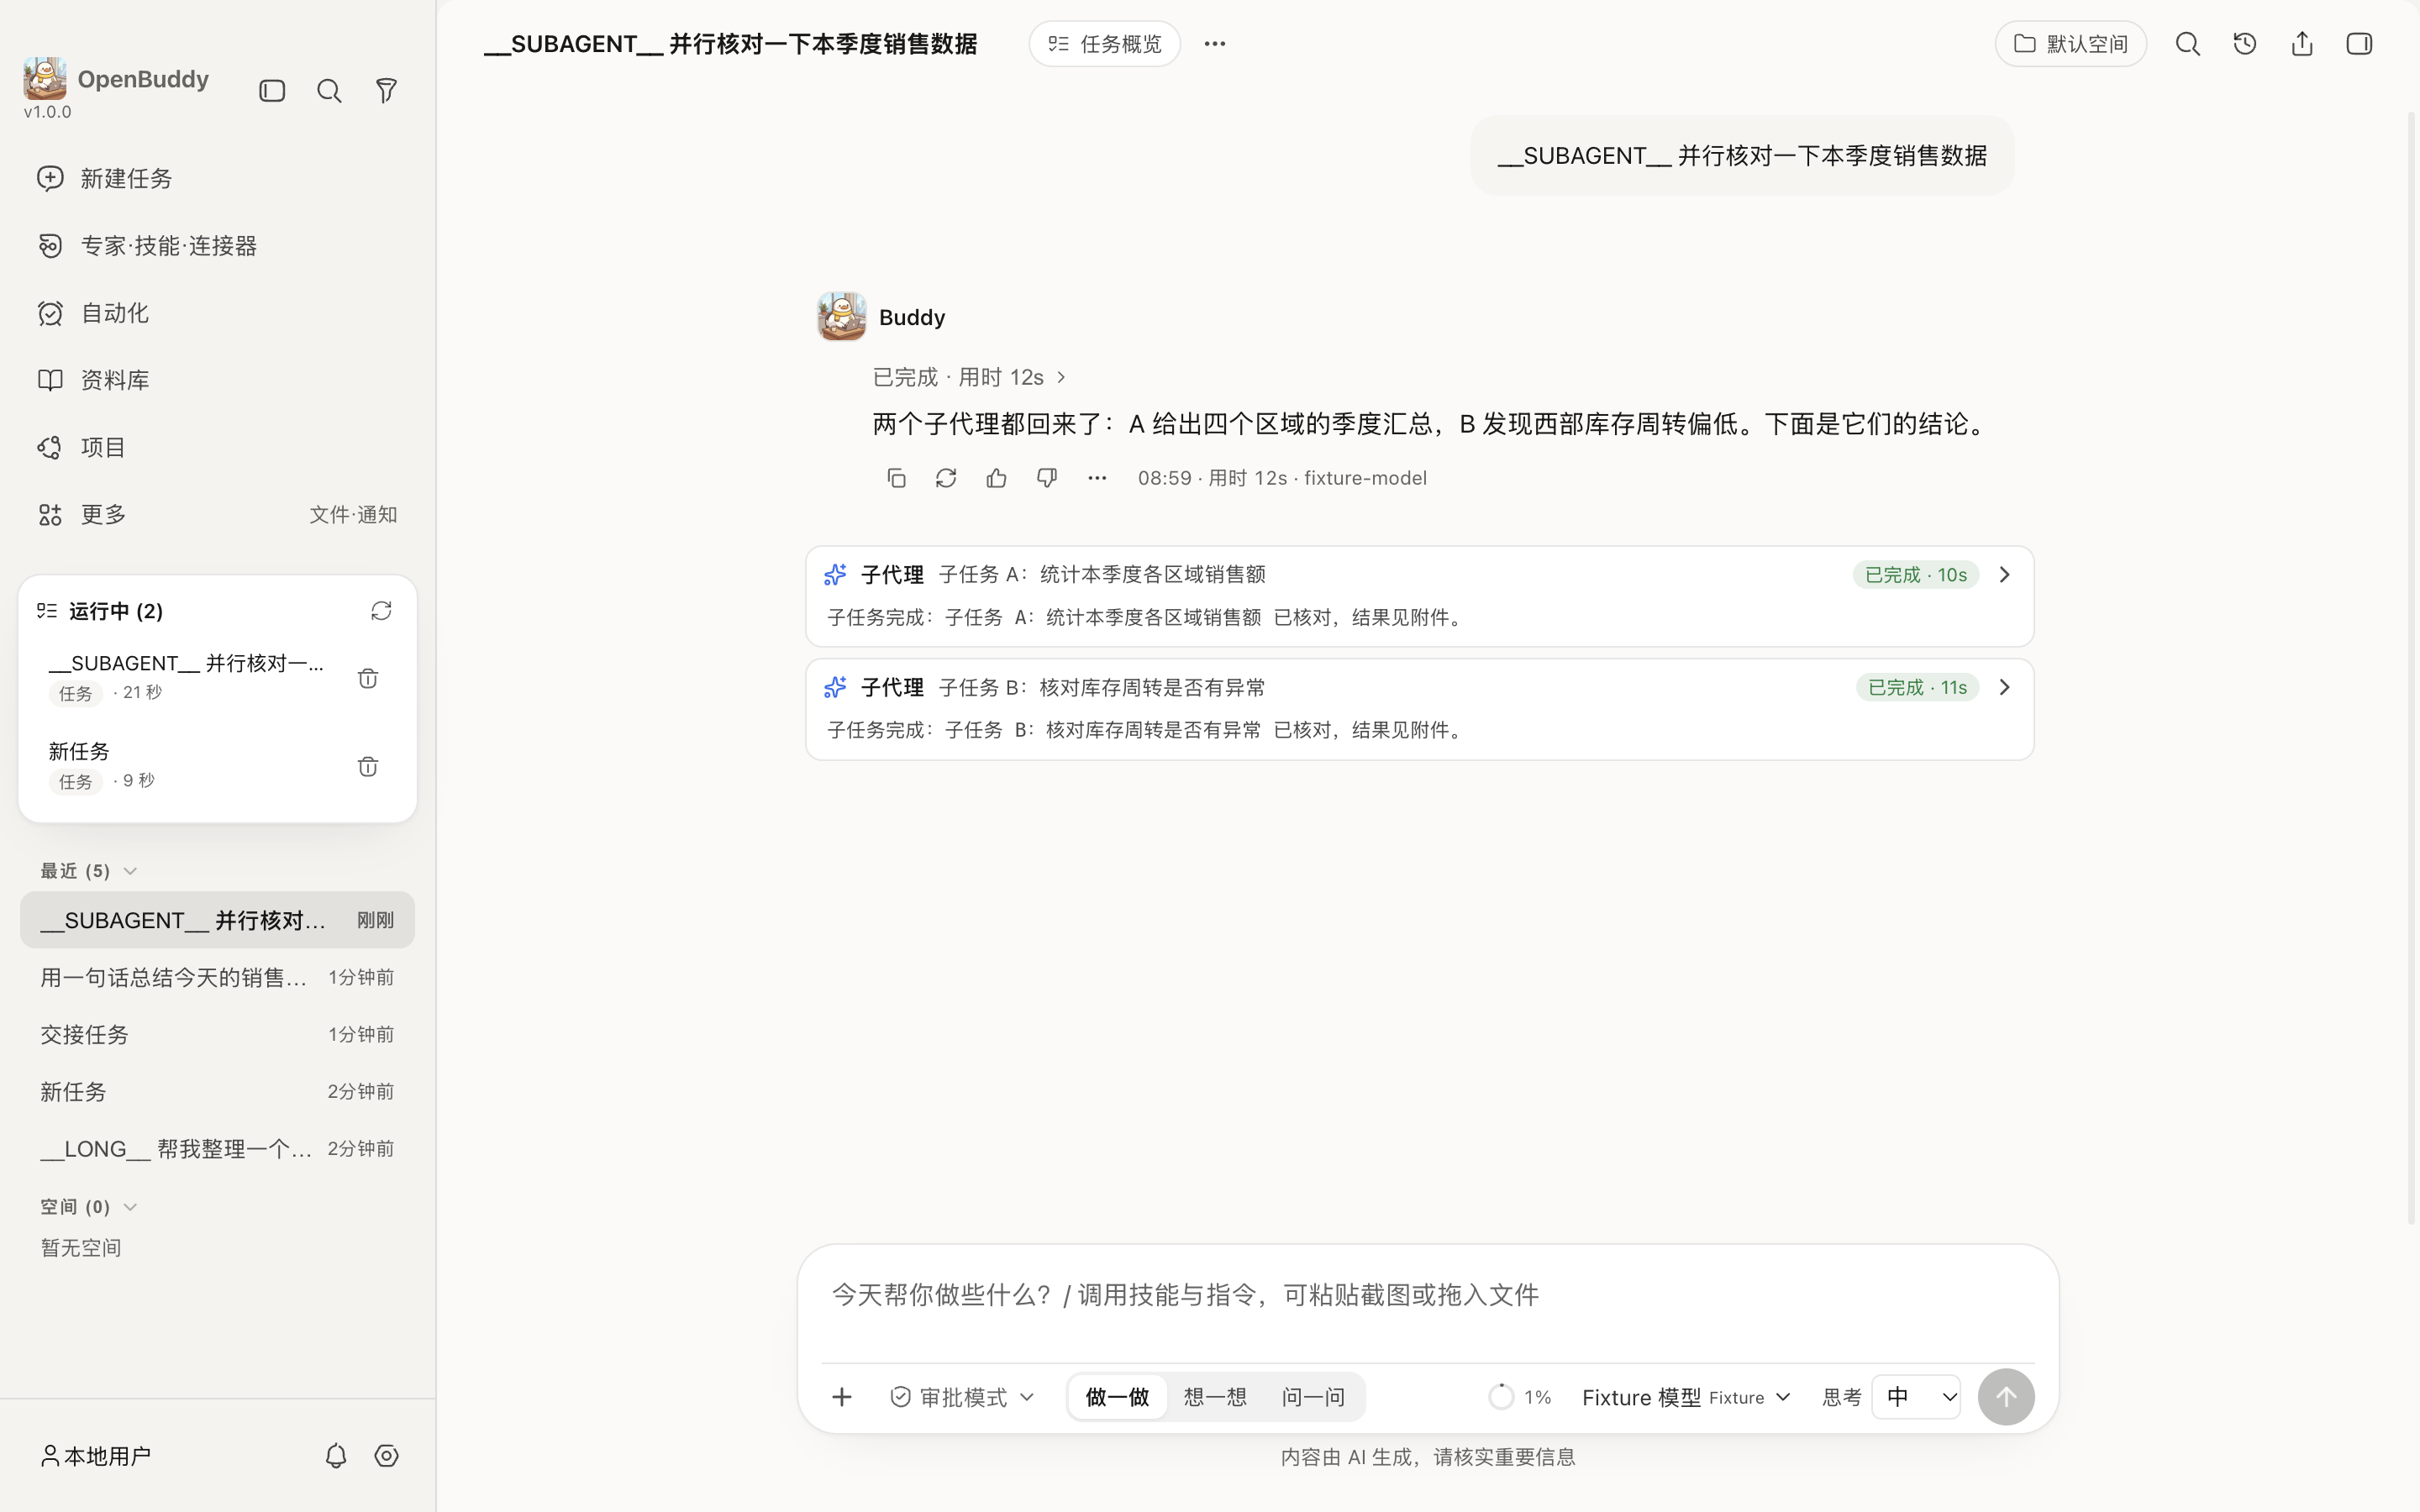 __SUBAGENT__ 并行核对一下本季度销售数据
任务概览
默认空间
OpenBuddy
v1.0.0
新建任务
专家·技能·连接器
自动化
资料库
项目
更多
文件·通知
运行中 (2)
__SUBAGENT__ 并行核对一...
任务 · 21 秒
新任务
任务 · 9 秒
最近 (5)
__SUBAGENT__ 并行核对... 刚刚
用一句话总结今天的销售... 1分钟前
交接任务 1分钟前
新任务 2分钟前
__LONG__ 帮我整理一个... 2分钟前
空间 (0)
暂无空间
本地用户
__SUBAGENT__ 并行核对一下本季度销售数据
Buddy
已完成 · 用时 12s
两个子代理都回来了：A 给出四个区域的季度汇总，B 发现西部库存周转偏低。下面是它们的结论。
08:59 · 用时 12s · fixture-model
子代理 子任务 A：统计本季度各区域销售额 已完成 · 10s
子任务完成：子任务 A：统计本季度各区域销售额 已核对，结果见附件。
子代理 子任务 B：核对库存周转是否有异常 已完成 · 11s
子任务完成：子任务 B：核对库存周转是否有异常 已核对，结果见附件。
今天帮你做些什么？/ 调用技能与指令，可粘贴截图或拖入文件
审批模式 做一做 想一想 问一问 1% Fixture 模型 Fixture 思考 中
内容由 AI 生成，请核实重要信息